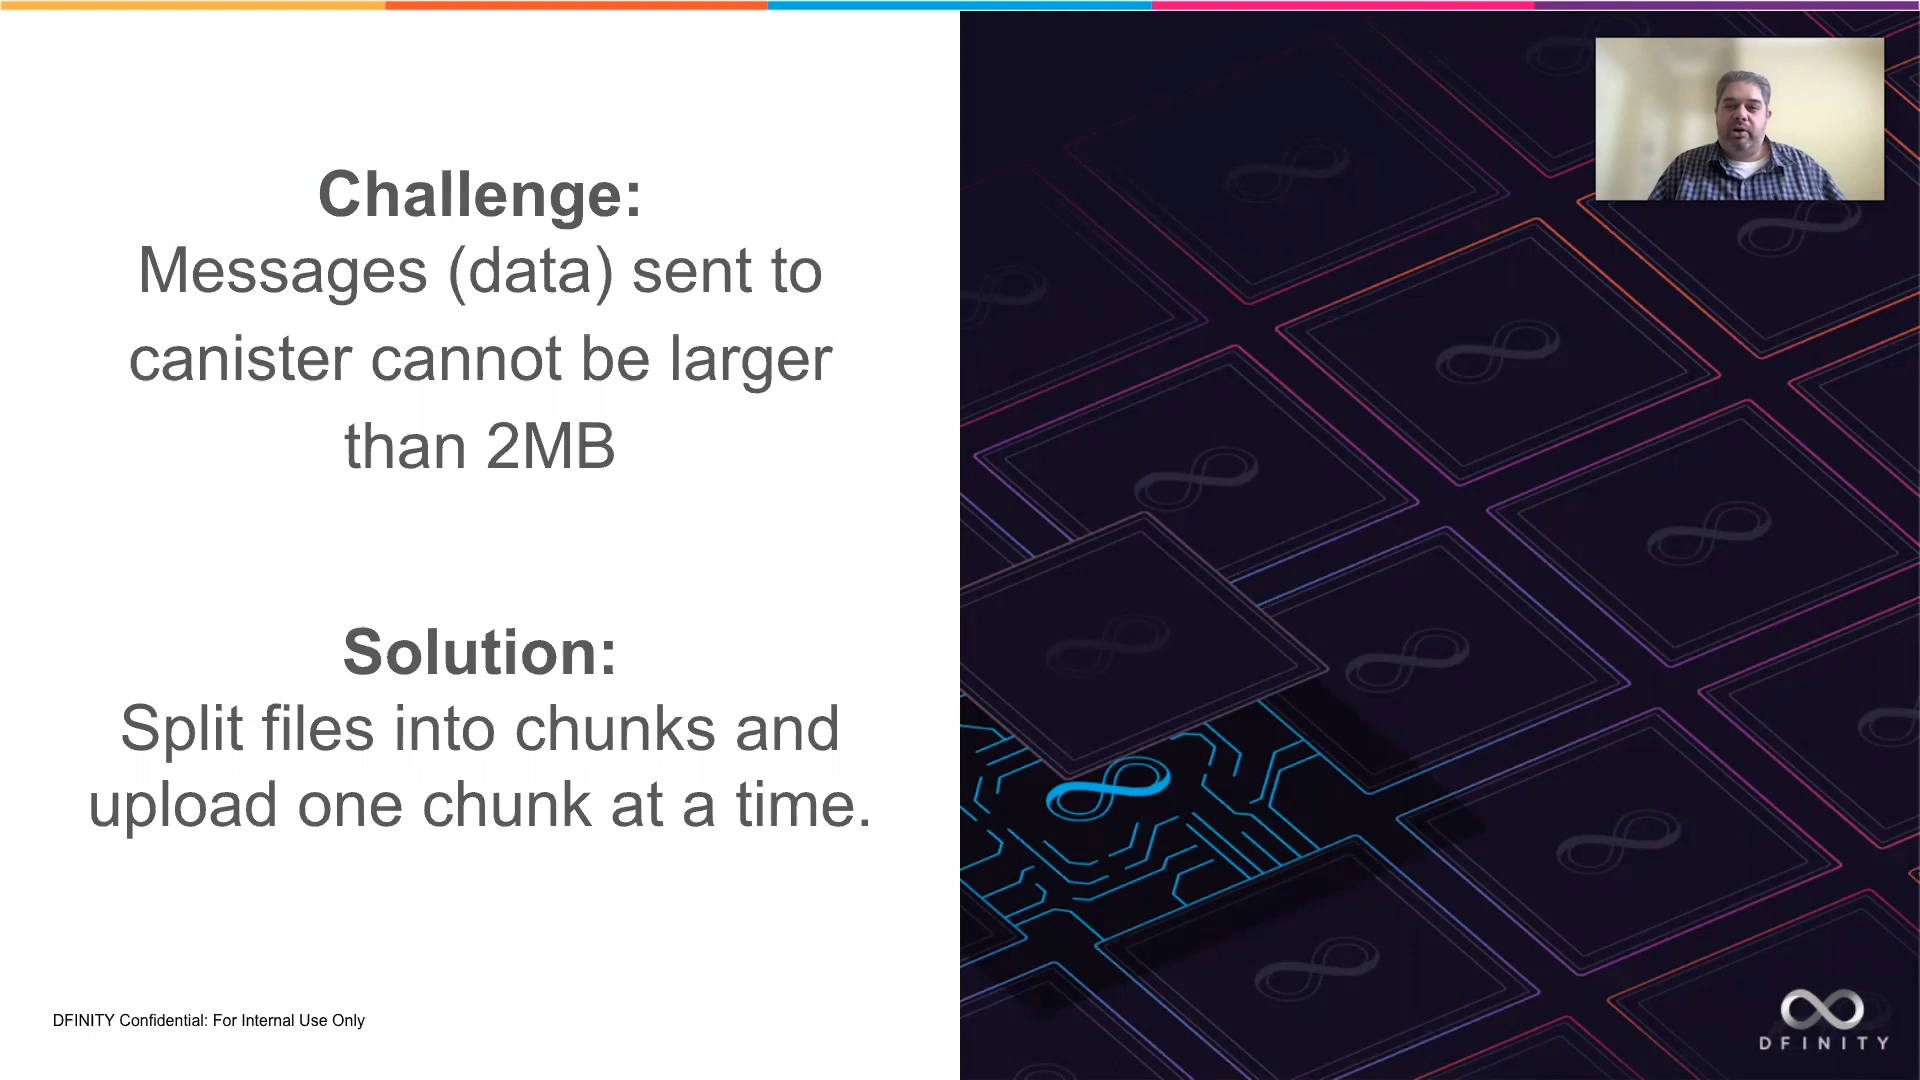 Challenge:
Messages (data) sent to
canister cannot be larger
than 2MB
Solution:
Split files into chunks and
upload one chunk at a time.
DFINITY Confidential: For Internal Use Only
DFINITY